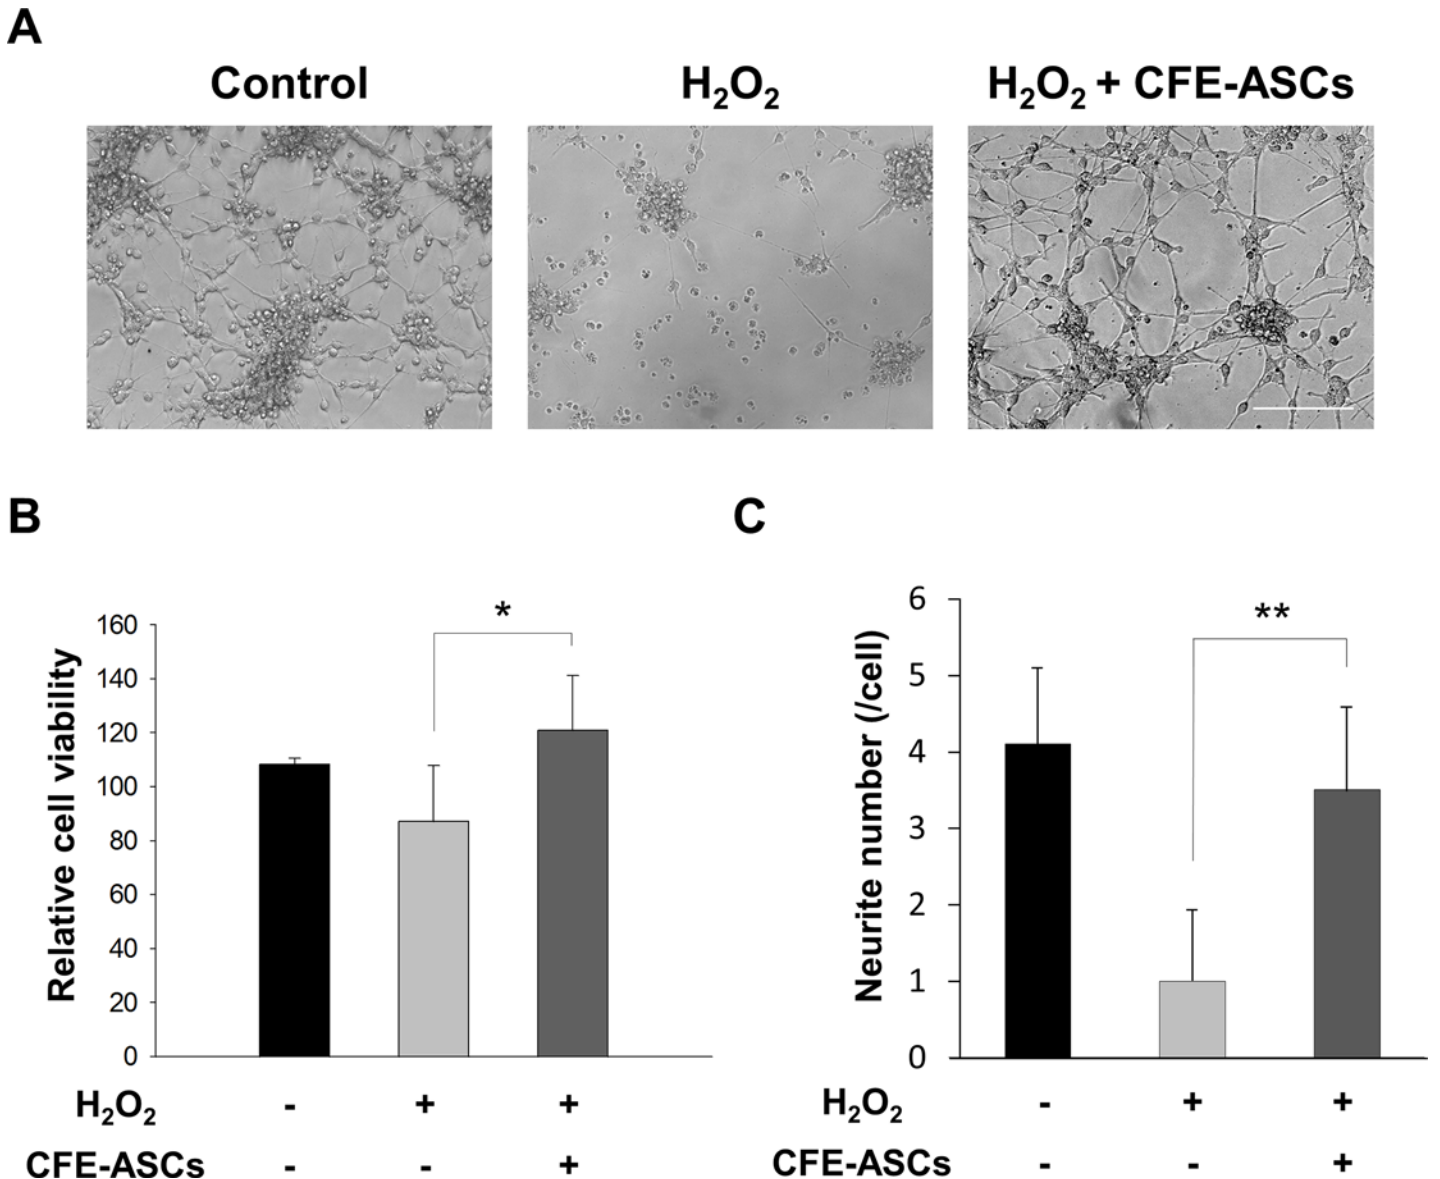 A
Control
H₂O₂
H₂O₂ + CFE-ASCs
B
Relative cell viability
160
140
120
100
80
60
40
20
0
*
H₂O₂ - + +
CFE-ASCs - - +
C
Neurite number (/cell)
6
5
4
3
2
1
0
**
H₂O₂ - + +
CFE-ASCs - - +